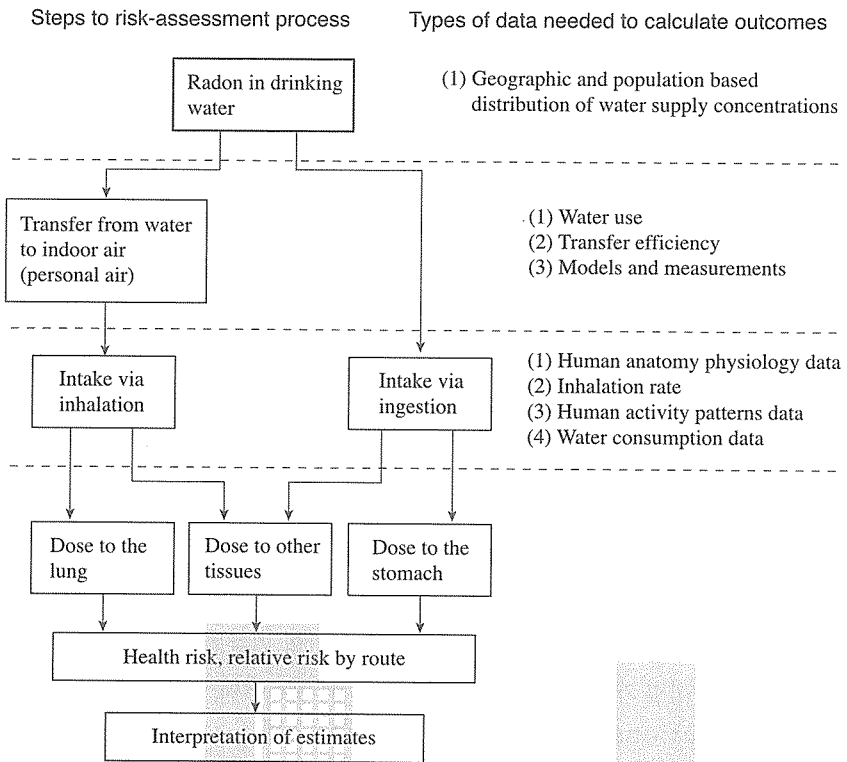 Steps to risk-assessment process
Types of data needed to calculate outcomes
Radon in drinking
water
(1) Geographic and population based
distribution of water supply concentrations
Transfer from water
to indoor air
(personal air)
(1) Water use
(2) Transfer efficiency
(3) Models and measurements
Intake via
inhalation
Intake via
ingestion
(1) Human anatomy physiology data
(2) Inhalation rate
(3) Human activity patterns data
(4) Water consumption data
Dose to the
lung
Dose to other
tissues
Dose to the
stomach
Health risk, relative risk by route
Interpretation of estimates